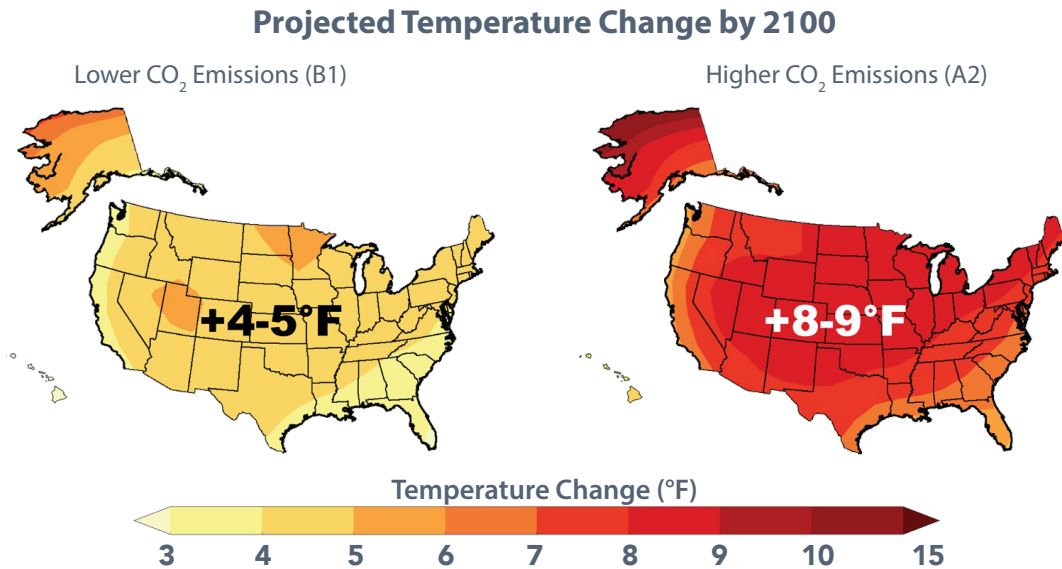 Projected Temperature Change by 2100
Lower CO₂ Emissions (B1)
Higher CO₂ Emissions (A2)
+4-5°F
+8-9°F
Temperature Change (°F)
3 4 5 6 7 8 9 10 15